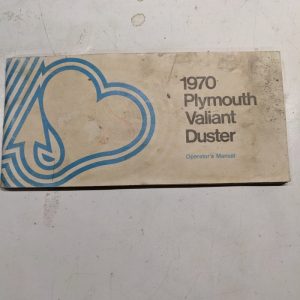 1970
Plymouth
Valiant
Duster
Operator's Manual